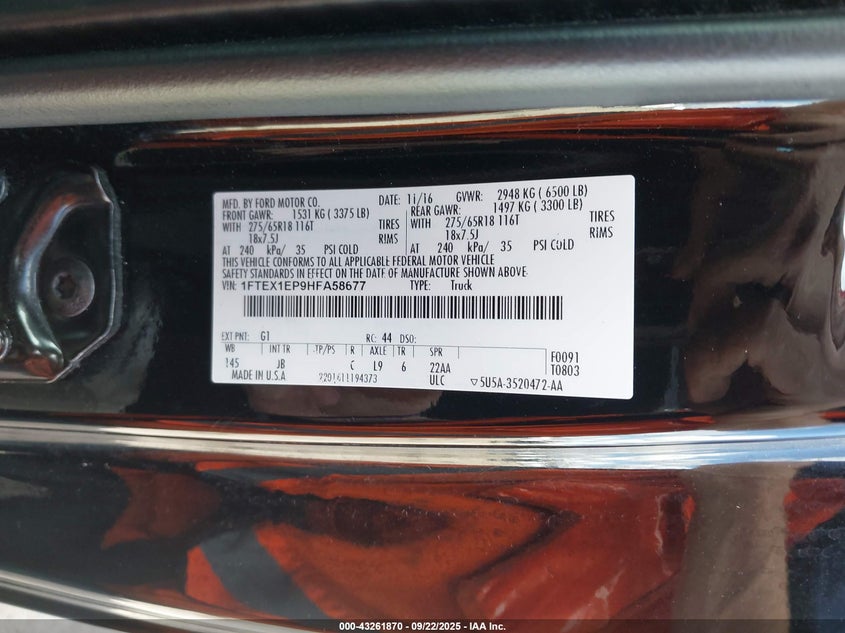 MFD. BY FORD MOTOR CO. DATE: 11/16 GVWR: 2948 KG ( 6500 LB)
FRONT GAWR: 1531 KG ( 3375 LB) REAR GAWR: 1497 KG ( 3300 LB)
WITH 275/65R18 116T TIRES WITH 275/65R18 116T TIRES
18x7.5J RIMS 18x7.5J RIMS
AT 240 kPa/ 35 PSI COLD AT 240 kPa/ 35 PSI COLD
THIS VEHICLE CONFORMS TO ALL APPLICABLE FEDERAL MOTOR VEHICLE
SAFETY STANDARDS IN EFFECT ON THE DATE OF MANUFACTURE SHOWN ABOVE.
VIN: 1FTEX1EP9HFA58677 TYPE: Truck
EXT PNT: G1 RC: 44 DSO:
WB INT TR TP/PS R AXLE TR SPR
145 JB C L9 6 22AA
F0091
T0803
MADE IN U.S.A. ULC ▽5U5A-3520472-AA
000-43261870 - 09/22/2025 - IAA Inc.